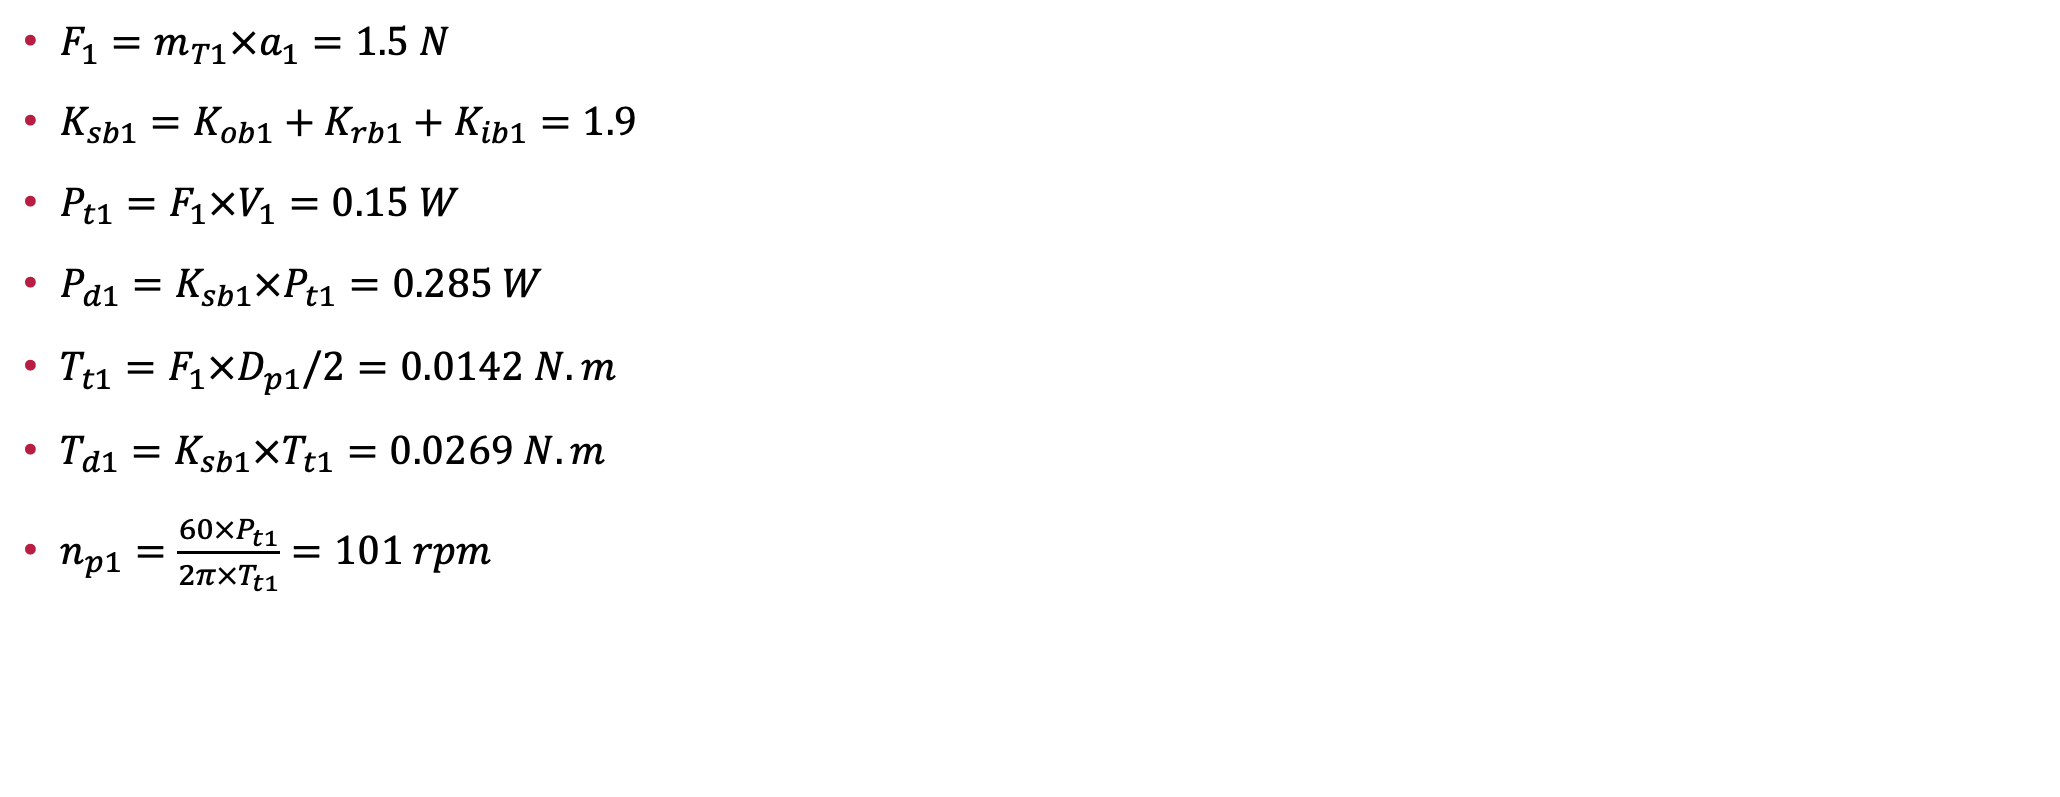 • F₁ = m_T1×a₁ = 1.5 N
• K_sb1 = K_ob1 + K_rb1 + K_ib1 = 1.9
• P_t1 = F₁×V₁ = 0.15 W
• P_d1 = K_sb1×P_t1 = 0.285 W
• T_t1 = F₁×D_p1/2 = 0.0142 N.m
• T_d1 = K_sb1×T_t1 = 0.0269 N.m
• n_p1 = (60×P_t1)/(2π×T_t1) = 101 rpm